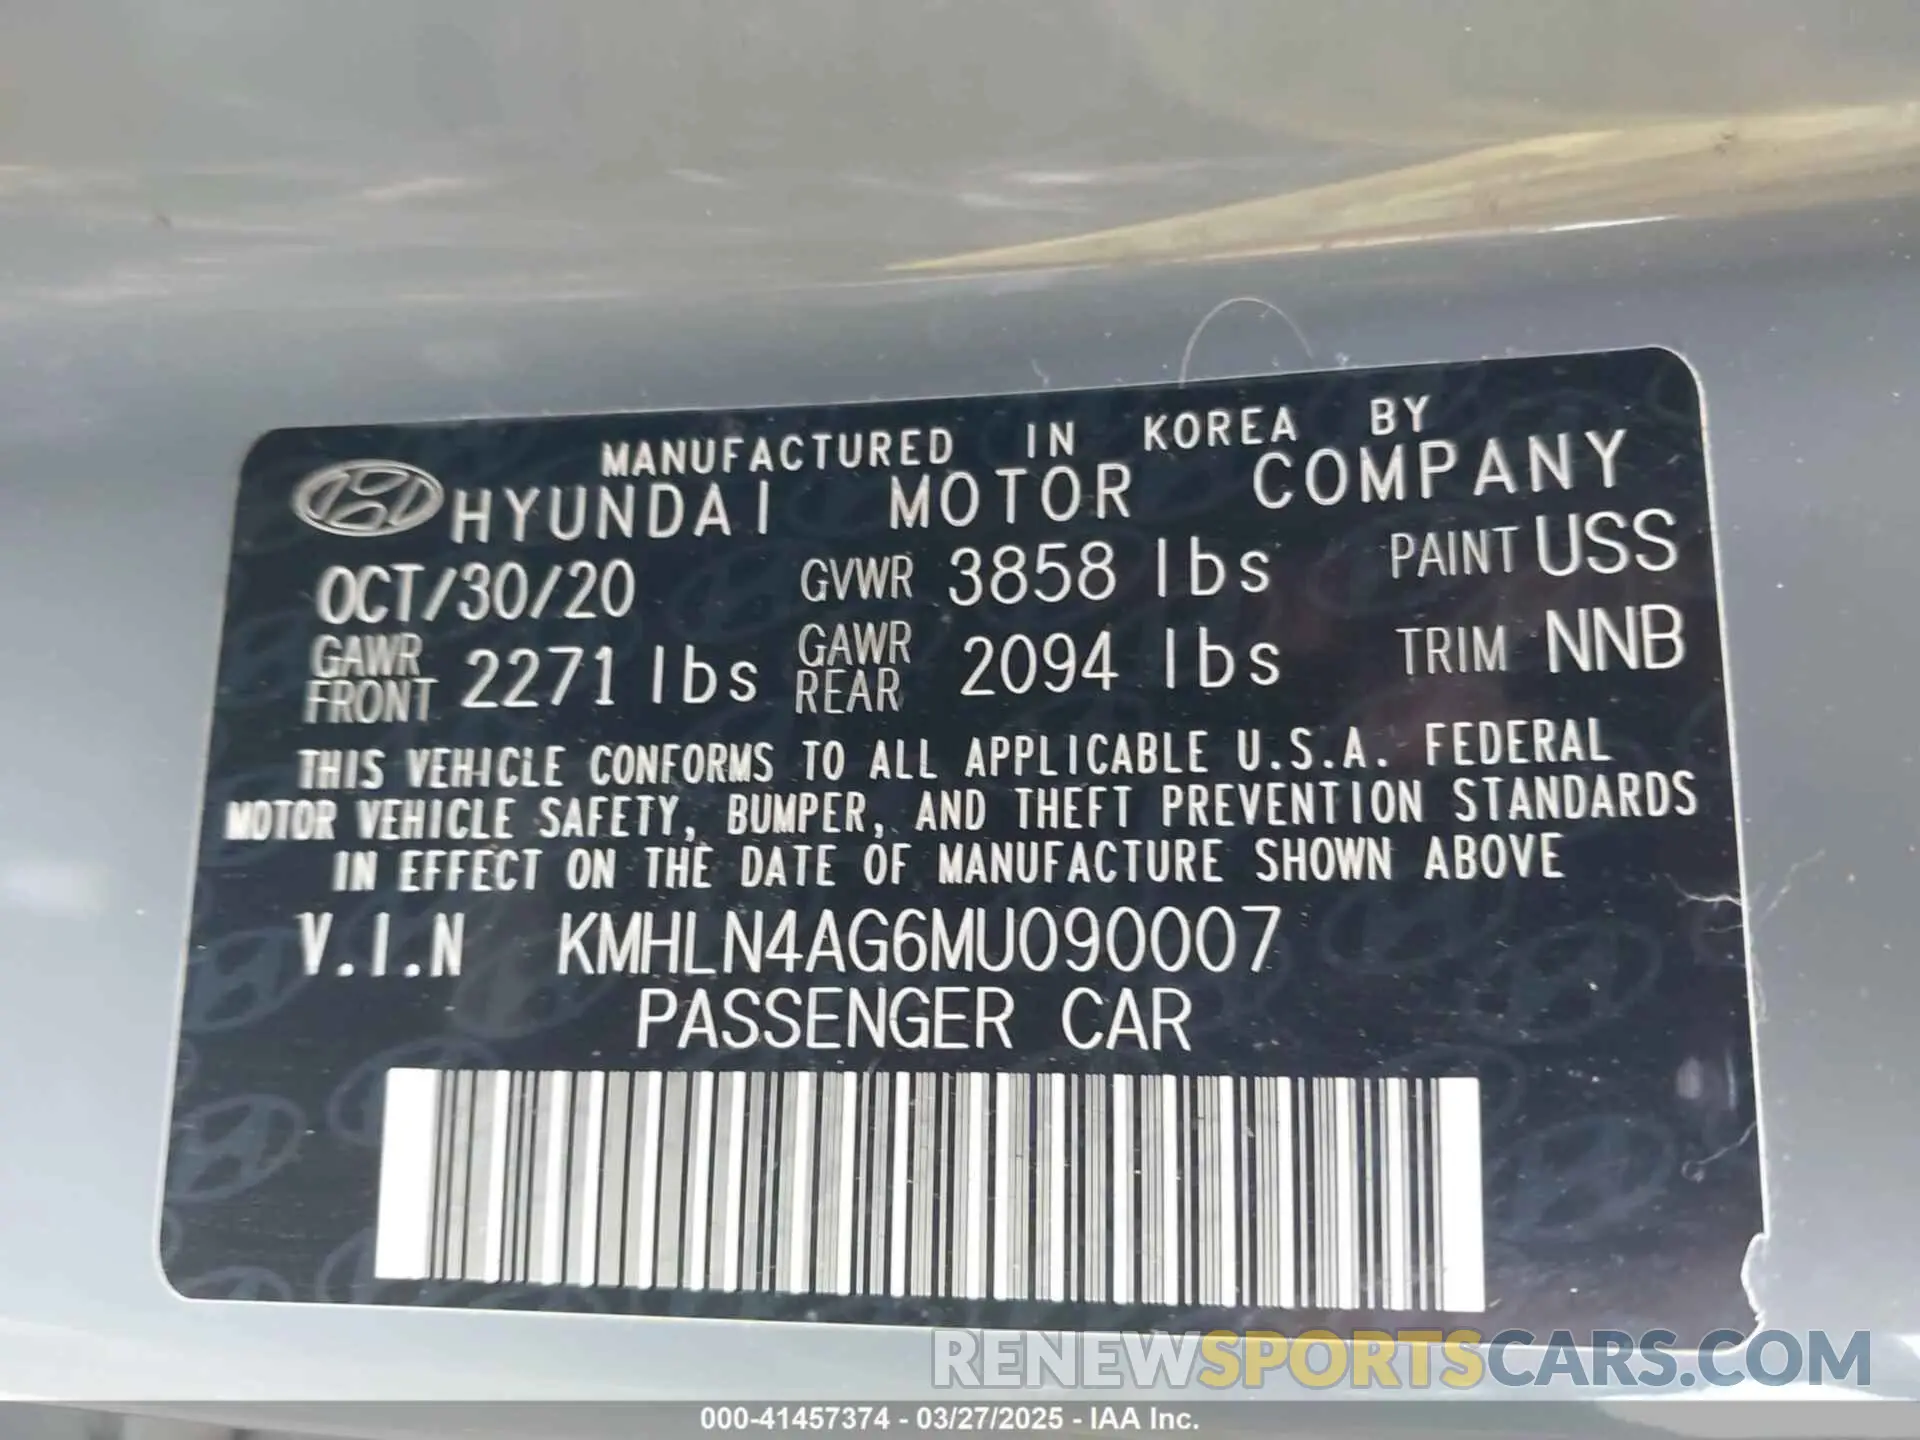 MANUFACTURED IN KOREA BY
HYUNDAI MOTOR COMPANY
OCT/30/20 GVWR 3858 lbs PAINT USS
GAWR FRONT 2271 lbs GAWR REAR 2094 lbs TRIM NNB
THIS VEHICLE CONFORMS TO ALL APPLICABLE U.S.A. FEDERAL
MOTOR VEHICLE SAFETY, BUMPER, AND THEFT PREVENTION STANDARDS
IN EFFECT ON THE DATE OF MANUFACTURE SHOWN ABOVE
V.I.N KMHLN4AG6MU090007
PASSENGER CAR
RENEWSPORTSCARS.COM
000-41457374 - 03/27/2025 - IAA Inc.